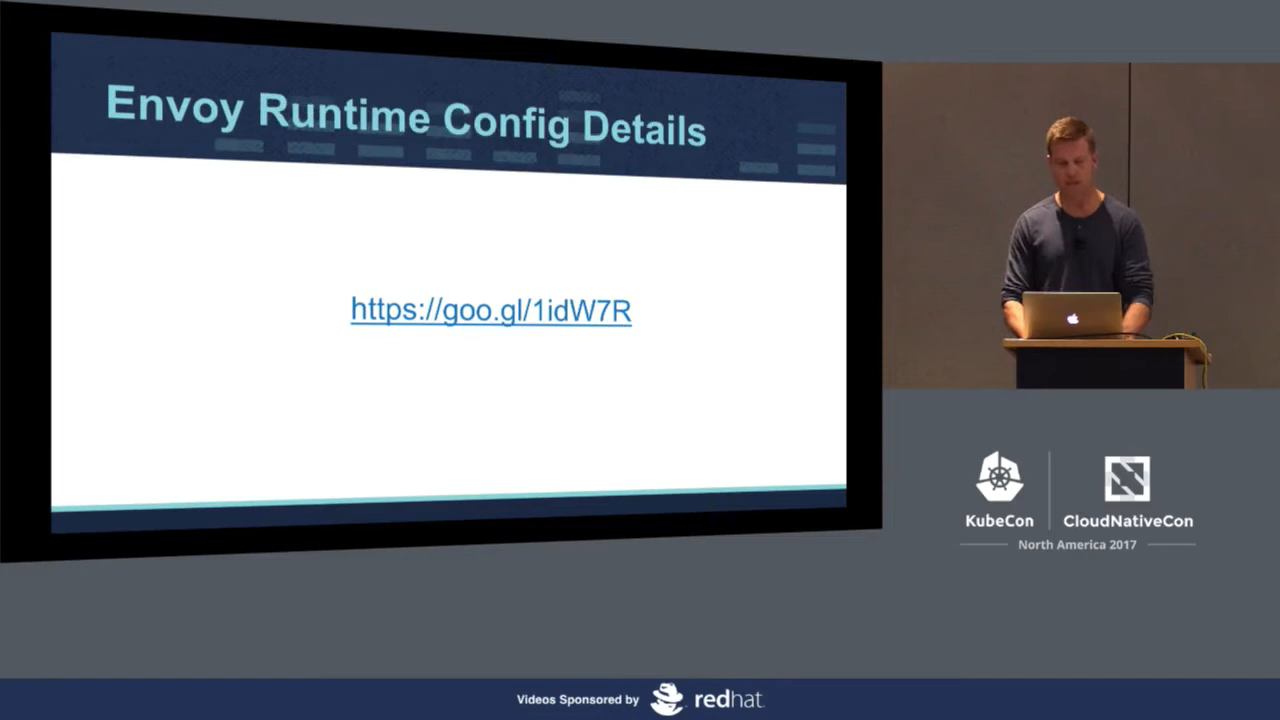 Envoy Runtime Config Details
https://goo.gl/1idW7R
KubeCon
CloudNativeCon
North America 2017
Videos Sponsored by
redhat